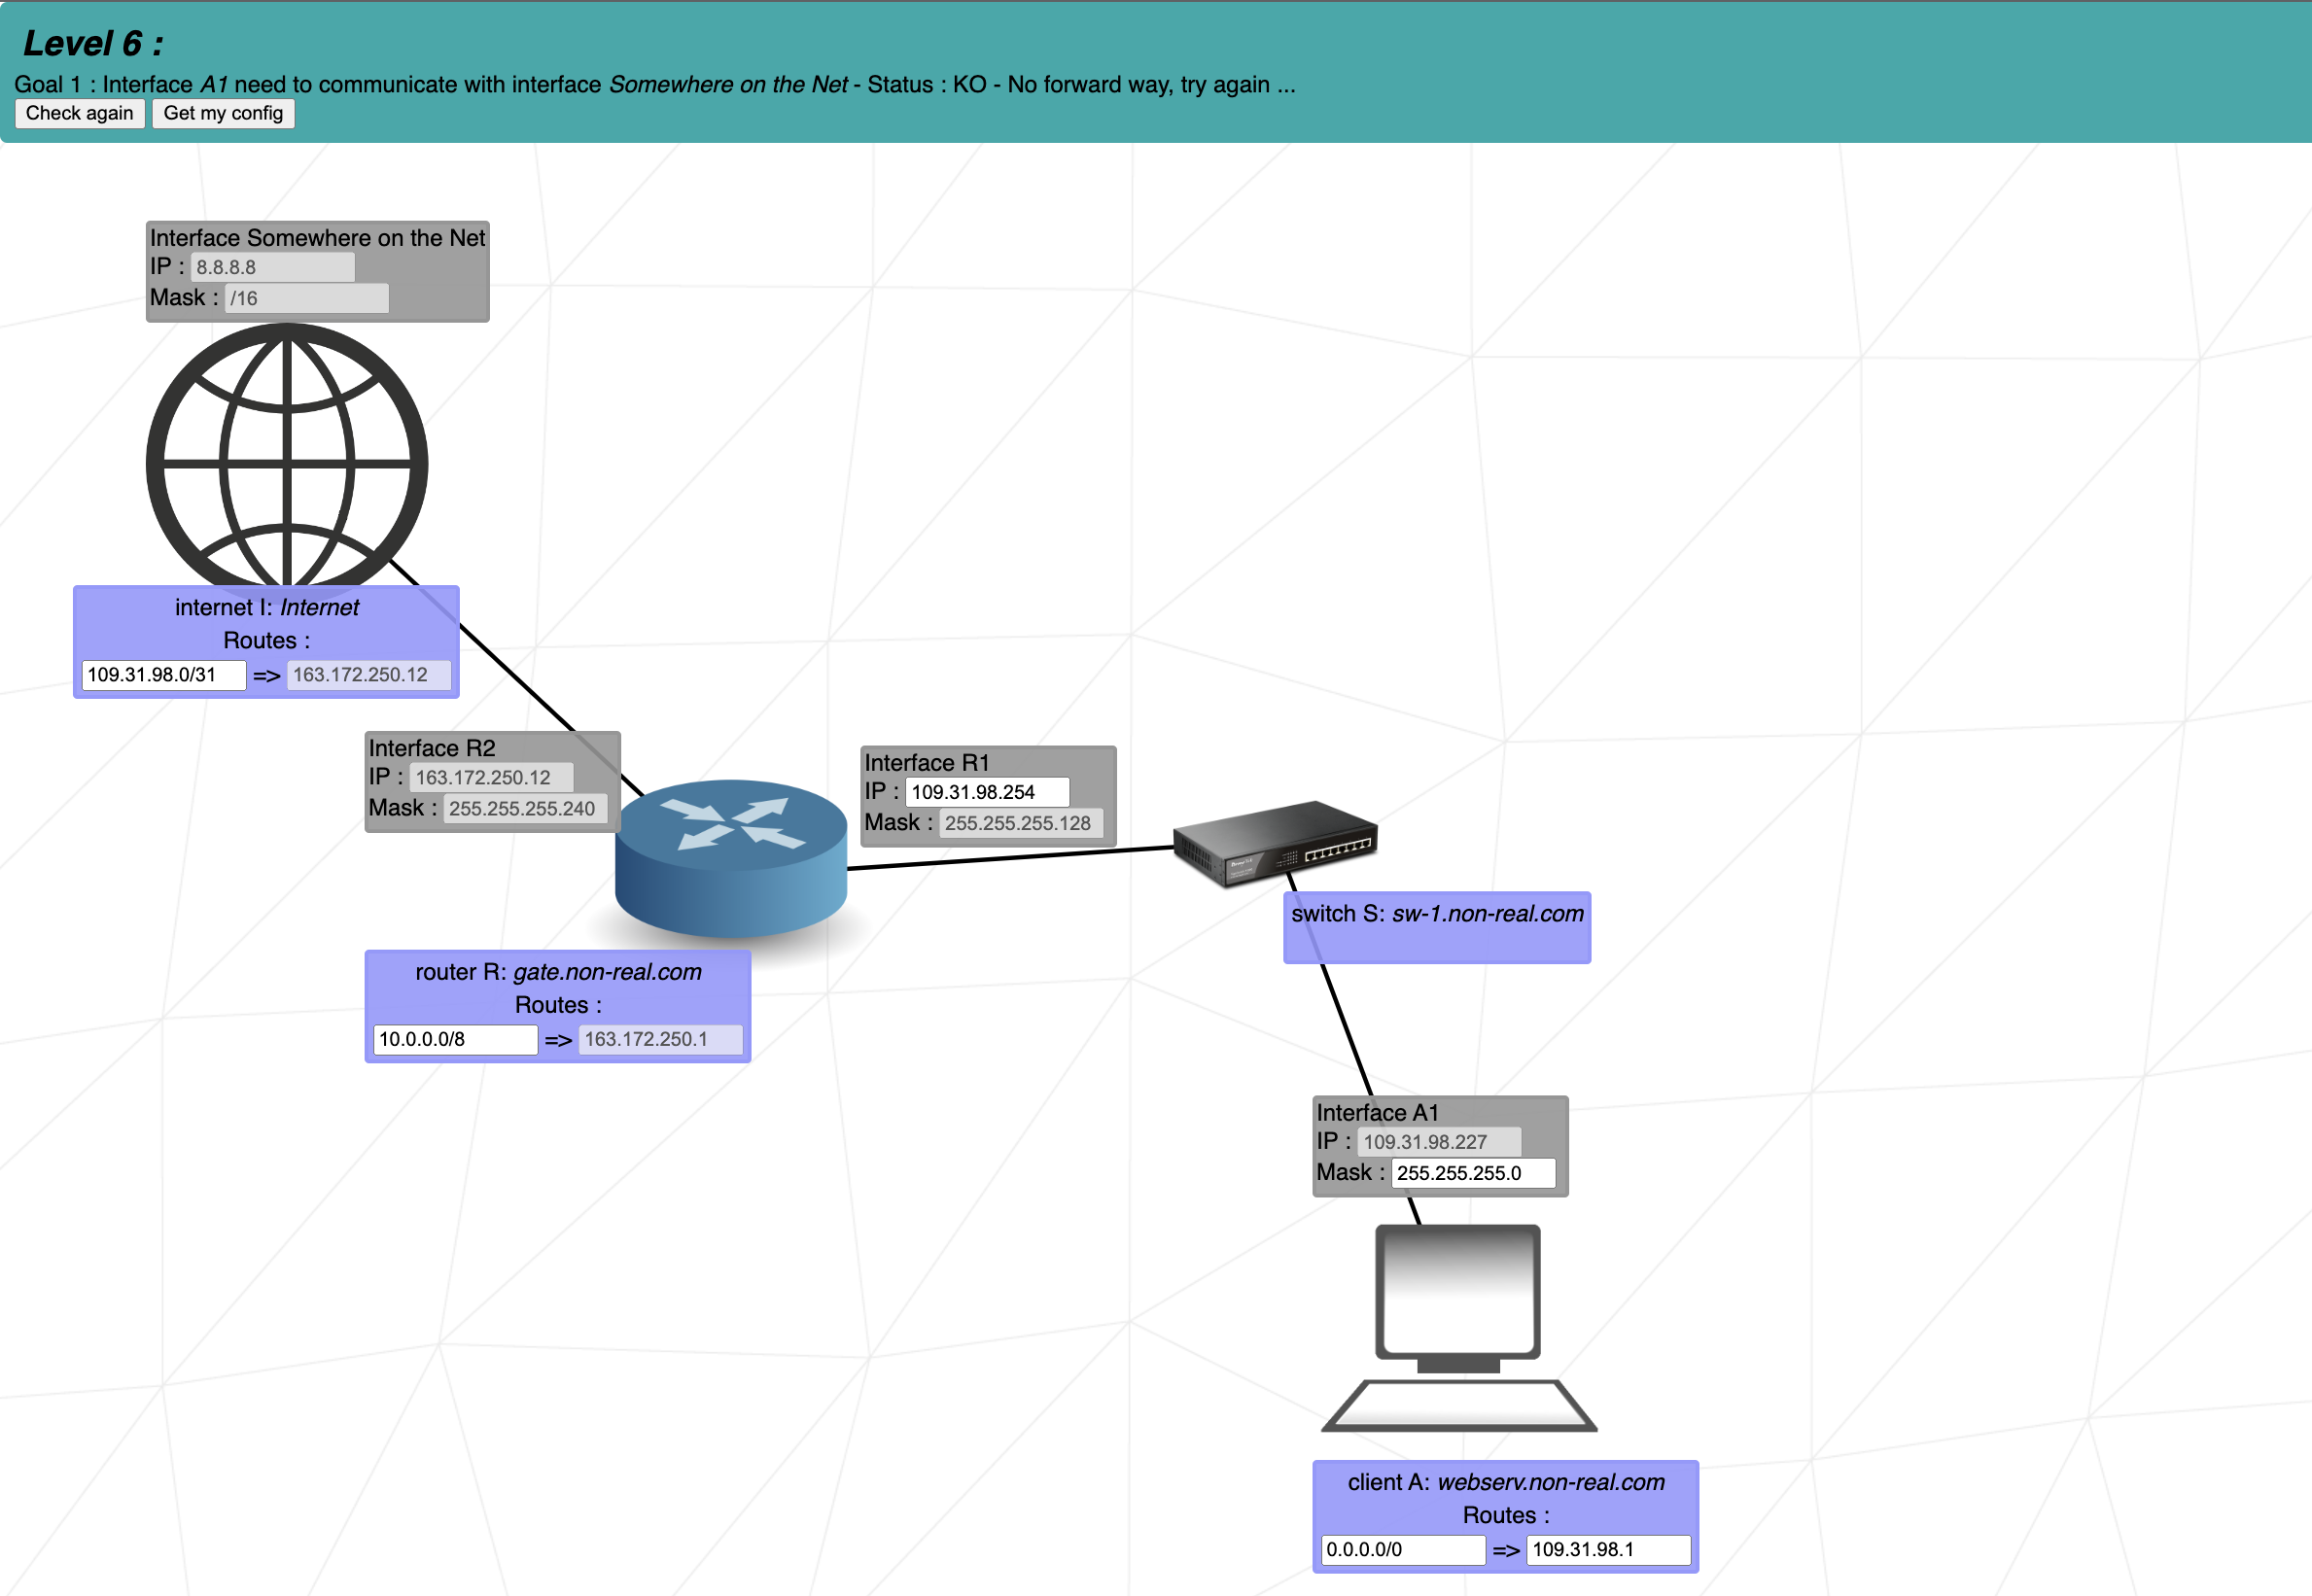 Level 6 :
Goal 1 : Interface A1 need to communicate with interface Somewhere on the Net - Status : KO - No forward way, try again ...
Check again Get my config
Interface Somewhere on the Net
IP : 8.8.8.8
Mask : /16
internet I: Internet
Routes :
109.31.98.0/31 => 163.172.250.12
Interface R2
IP : 163.172.250.12
Mask : 255.255.255.240
Interface R1
IP : 109.31.98.254
Mask : 255.255.255.128
switch S: sw-1.non-real.com
router R: gate.non-real.com
Routes :
10.0.0.0/8 => 163.172.250.1
Interface A1
IP : 109.31.98.227
Mask : 255.255.255.0
client A: webserv.non-real.com
Routes :
0.0.0.0/0 => 109.31.98.1